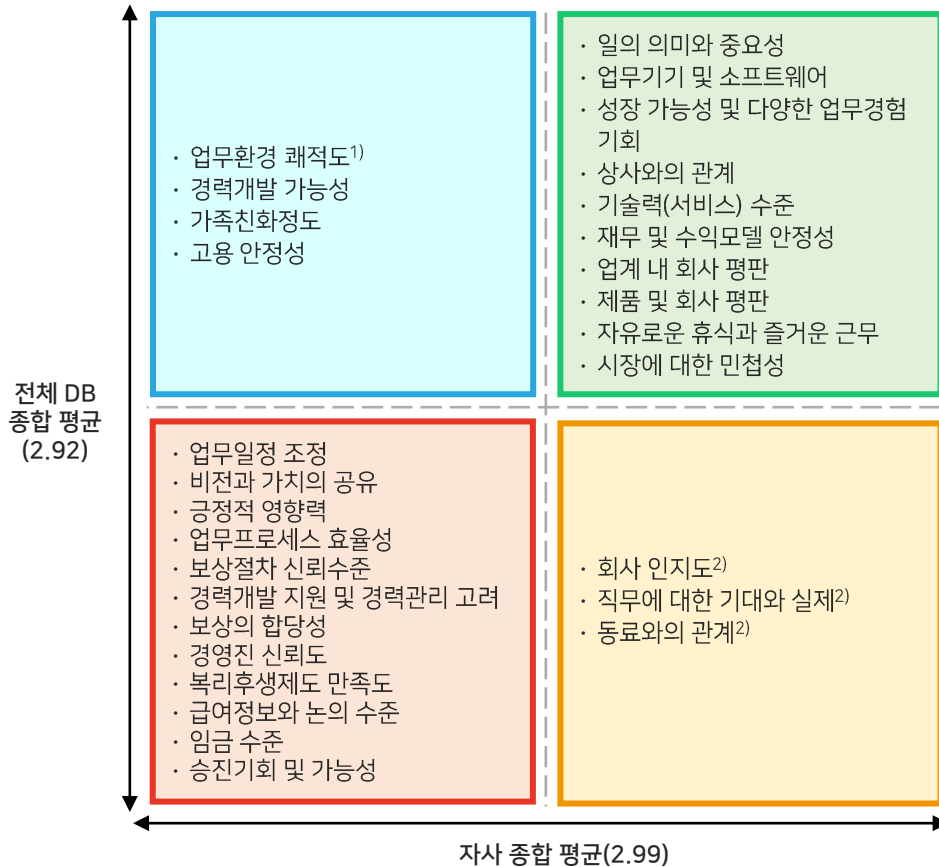 · 업무환경 쾌적도1)
· 경력개발 가능성
· 가족친화정도
· 고용 안정성
· 일의 의미와 중요성
· 업무기기 및 소프트웨어
· 성장 가능성 및 다양한 업무경험
기회
· 상사와의 관계
· 기술력(서비스) 수준
· 재무 및 수익모델 안정성
· 업계 내 회사 평판
· 제품 및 회사 평판
· 자유로운 휴식과 즐거운 근무
· 시장에 대한 민첩성
전체 DB
종합 평균
(2.92)
· 업무일정 조정
· 비전과 가치의 공유
· 긍정적 영향력
· 업무프로세스 효율성
· 보상절차 신뢰수준
· 경력개발 지원 및 경력관리 고려
· 보상의 합당성
· 경영진 신뢰도
· 복리후생제도 만족도
· 급여정보와 논의 수준
· 임금 수준
· 승진기회 및 가능성
· 회사 인지도2)
· 직무에 대한 기대와 실제2)
· 동료와의 관계2)
자사 종합 평균(2.99)